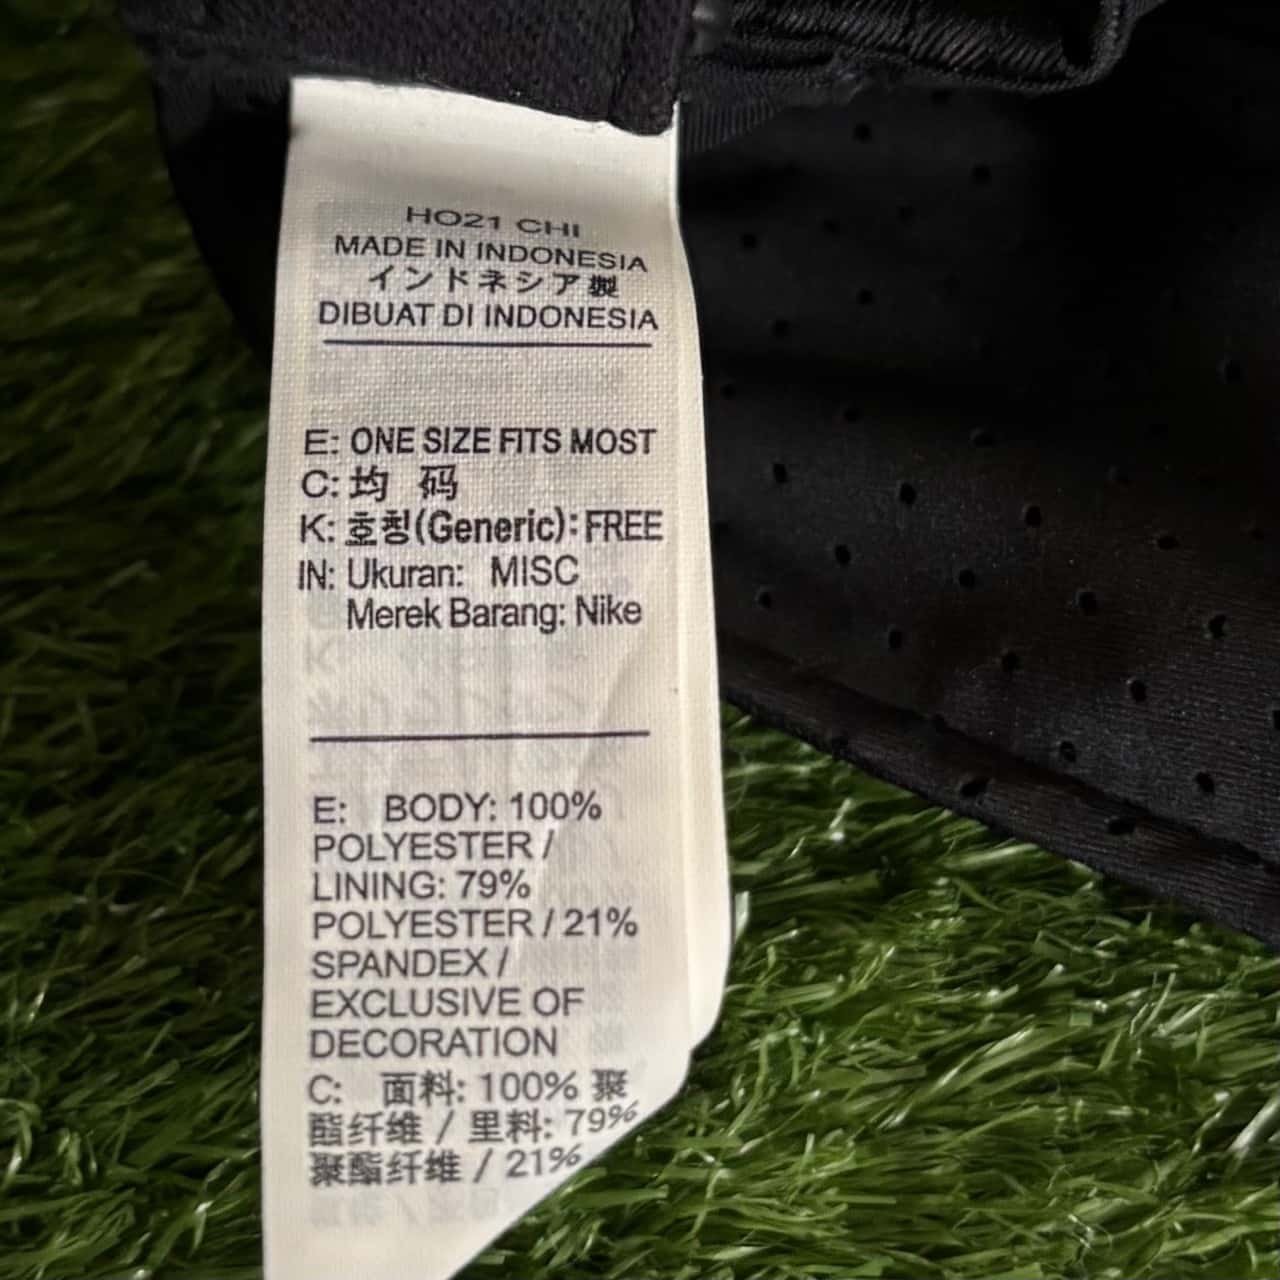 HO21 CHI
MADE IN INDONESIA
インドネシア製
DIBUAT DI INDONESIA
E: ONE SIZE FITS MOST
C: 均 码
K: 호칭(Generic): FREE
IN: Ukuran: MISC
Merek Barang: Nike
E: BODY: 100%
POLYESTER /
LINING: 79%
POLYESTER / 21%
SPANDEX /
EXCLUSIVE OF
DECORATION
C: 面料: 100% 聚
酯纤维 / 里料: 79%
聚酯纤维 / 21%